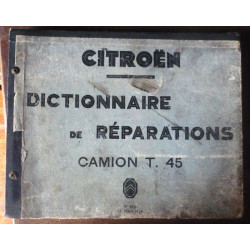 CITROËN
DICTIONNAIRE
DE RÉPARATIONS
CAMION T. 45